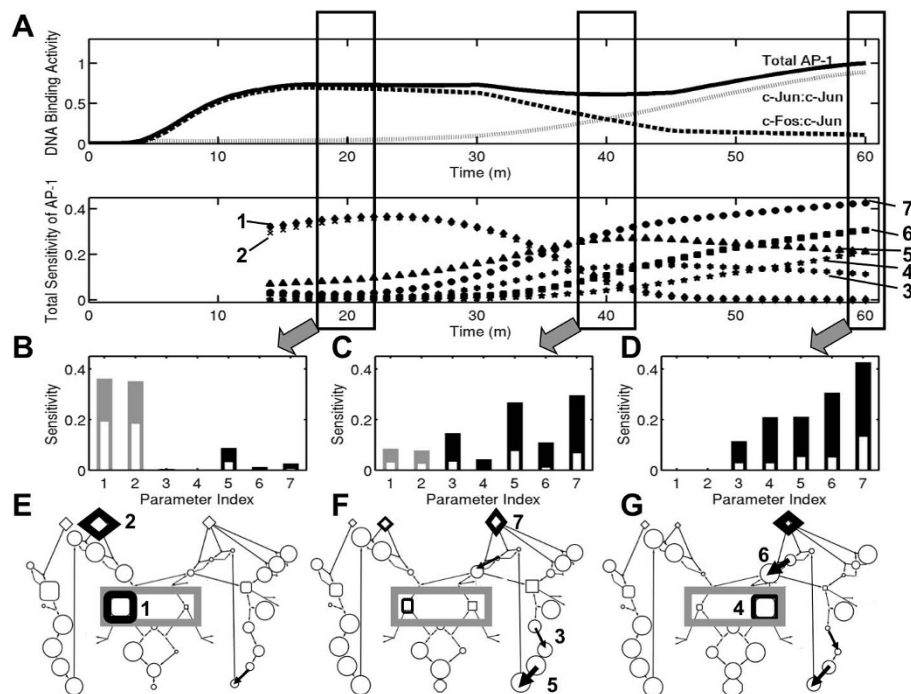 A
DNA Binding Activity
1
0.5
0
Total AP-1
c-Jun:c-Jun
c-Fos:c-Jun
0 10 20 30 40 50 60
Time (m)
Total Sensitivity of AP-1
0.4
0.2
0
1
2
7
6
5
4
3
0 10 20 30 40 50 60
Time (m)
B
Sensitivity
0.4
0.2
0
1 2 3 4 5 6 7
Parameter Index
C
Sensitivity
0.4
0.2
0
1 2 3 4 5 6 7
Parameter Index
D
Sensitivity
0.4
0.2
0
1 2 3 4 5 6 7
Parameter Index
E
2
1
F
7
3
5
G
6
4